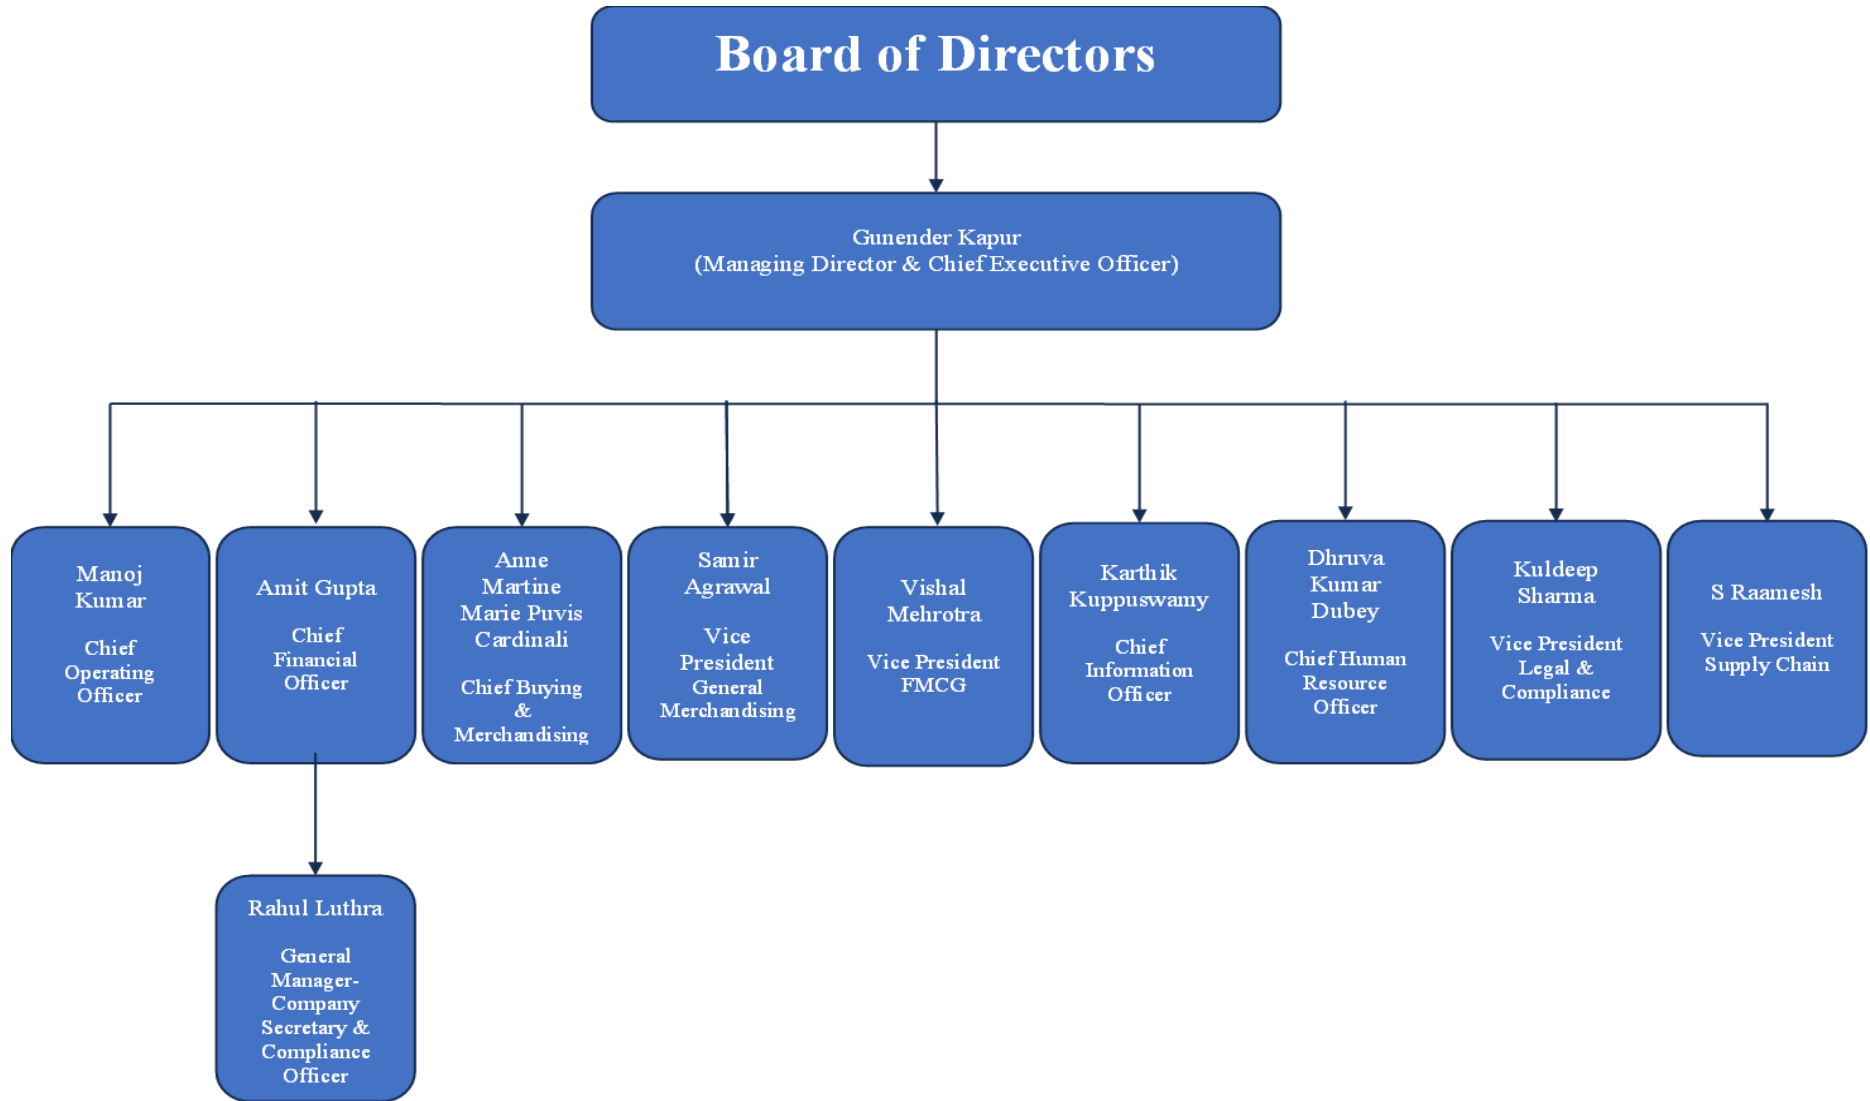 Board of Directors
Gunender Kapur
(Managing Director & Chief Executive Officer)
Manoj
Kumar
Chief
Operating
Officer
Amit Gupta
Chief
Financial
Officer
Anne
Martine
Marie Puvis
Cardinali
Chief Buying
&
Merchandising
Samir
Agrawal
Vice
President
General
Merchandising
Vishal
Mehrotra
Vice President
FMCG
Karthik
Kuppuswamy
Chief
Information
Officer
Dhruva
Kumar
Dubey
Chief Human
Resource
Officer
Kuldeep
Sharma
Vice President
Legal &
Compliance
S Raamesh
Vice President
Supply Chain
Rahul Luthra
General
Manager-
Company
Secretary &
Compliance
Officer